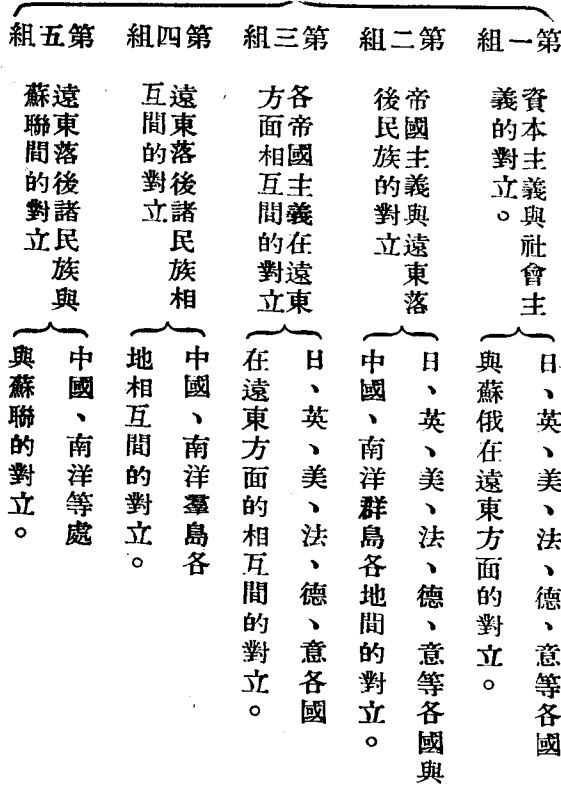 第一組
資本主義與社會主
義的對立。
日、英、美、法、德、意等各國
與蘇俄在遠東方面的對立。
第二組
帝國主義與遠東落
後民族的對立
日、英、美、法、德、意等各國與
中國、南洋群島各地間的對立。
第三組
各帝國主義在遠東
方面相互間的對立
日、英、美、法、德、意各國
在遠東方面的相互間的對立。
第四組
遠東落後諸民族相
互間的對立
中國、南洋羣島各
地相互間的對立。
第五組
遠東落後諸民族與
蘇聯間的對立
中國、南洋等處
與蘇聯的對立。